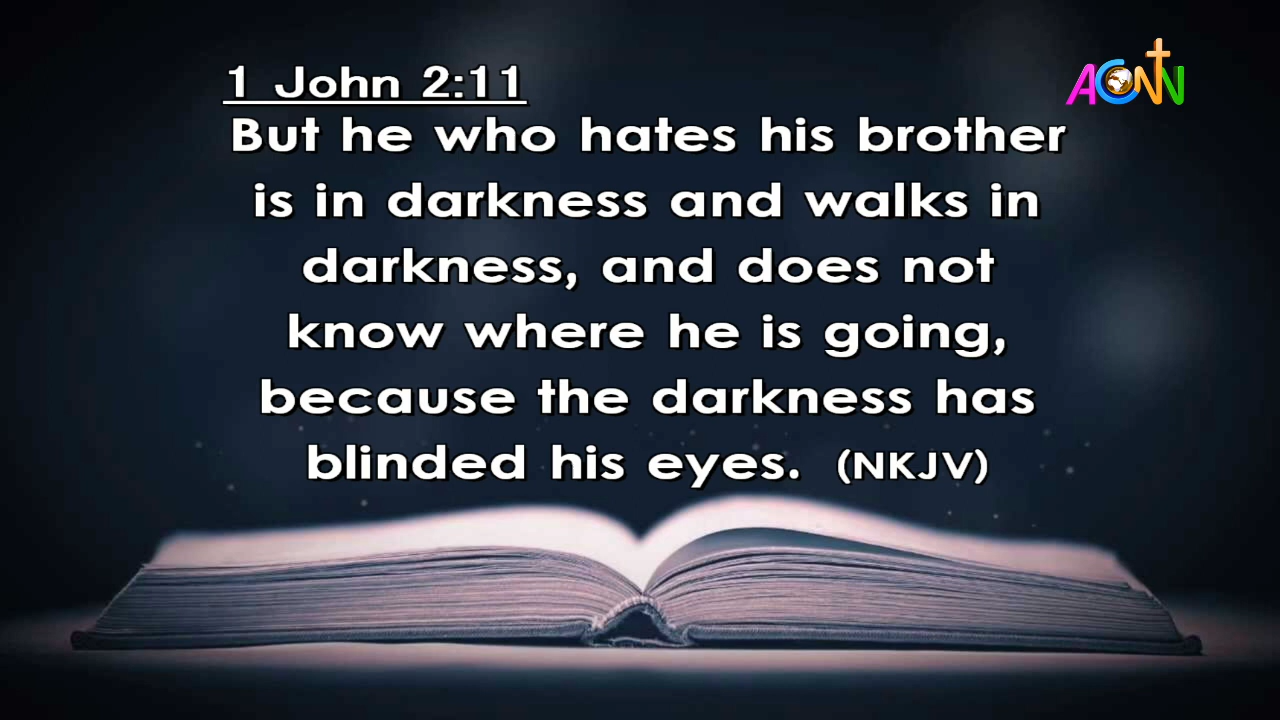 1 John 2:11
ACNN
But he who hates his brother
is in darkness and walks in
darkness, and does not
know where he is going,
because the darkness has
blinded his eyes. (NKJV)